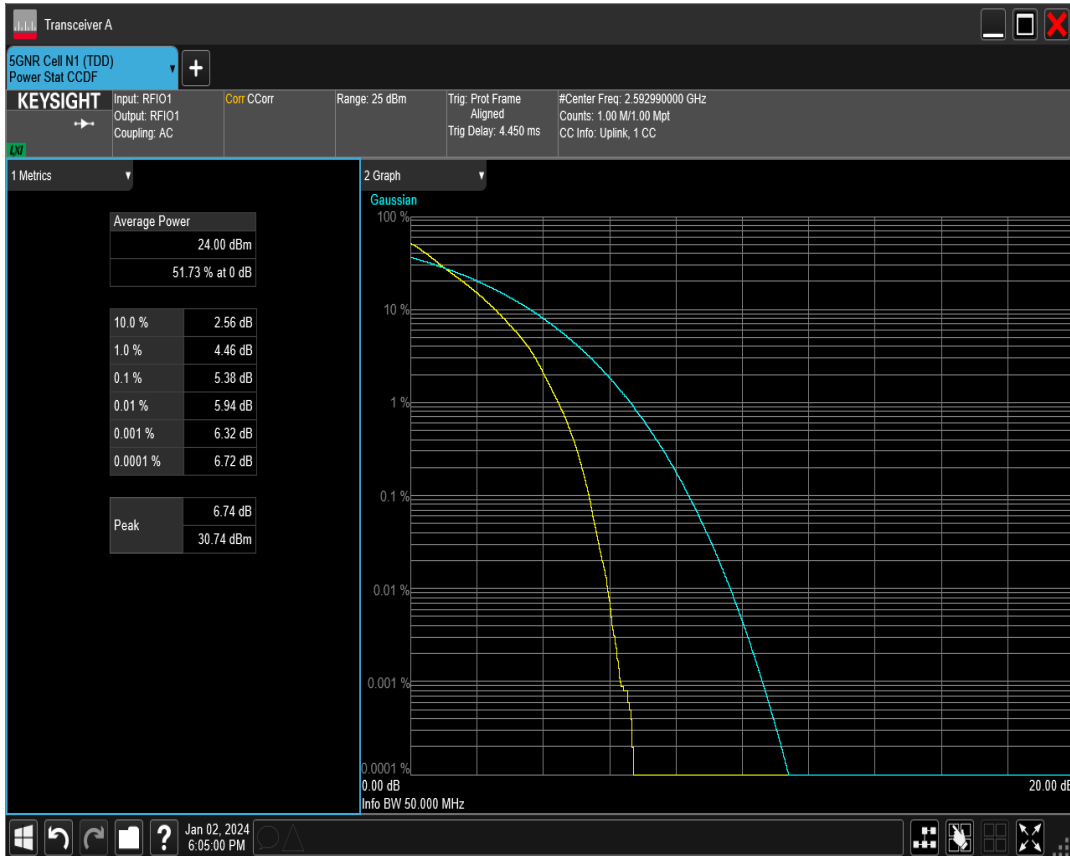 Transceiver A
5GNR Cell N1 (TDD)
Power Stat CCDF
+
KEYSIGHT
LXI
Input: RFIO1
Output: RFIO1
Coupling: AC
Corr CCorr
Range: 25 dBm
Trig: Prot Frame
Aligned
Trig Delay: 4.450 ms
#Center Freq: 2.592990000 GHz
Counts: 1.00 M/1.00 Mpt
CC Info: Uplink, 1 CC
1 Metrics
Average Power
24.00 dBm
51.73 % at 0 dB
10.0 % 2.56 dB
1.0 % 4.46 dB
0.1 % 5.38 dB
0.01 % 5.94 dB
0.001 % 6.32 dB
0.0001 % 6.72 dB
Peak 6.74 dB
30.74 dBm
2 Graph
Gaussian
100 %
10 %
1 %
0.1 %
0.01 %
0.001 %
0.0001 %
0.00 dB 20.00 dB
Info BW 50.000 MHz
? Jan 02, 2024
6:05:00 PM